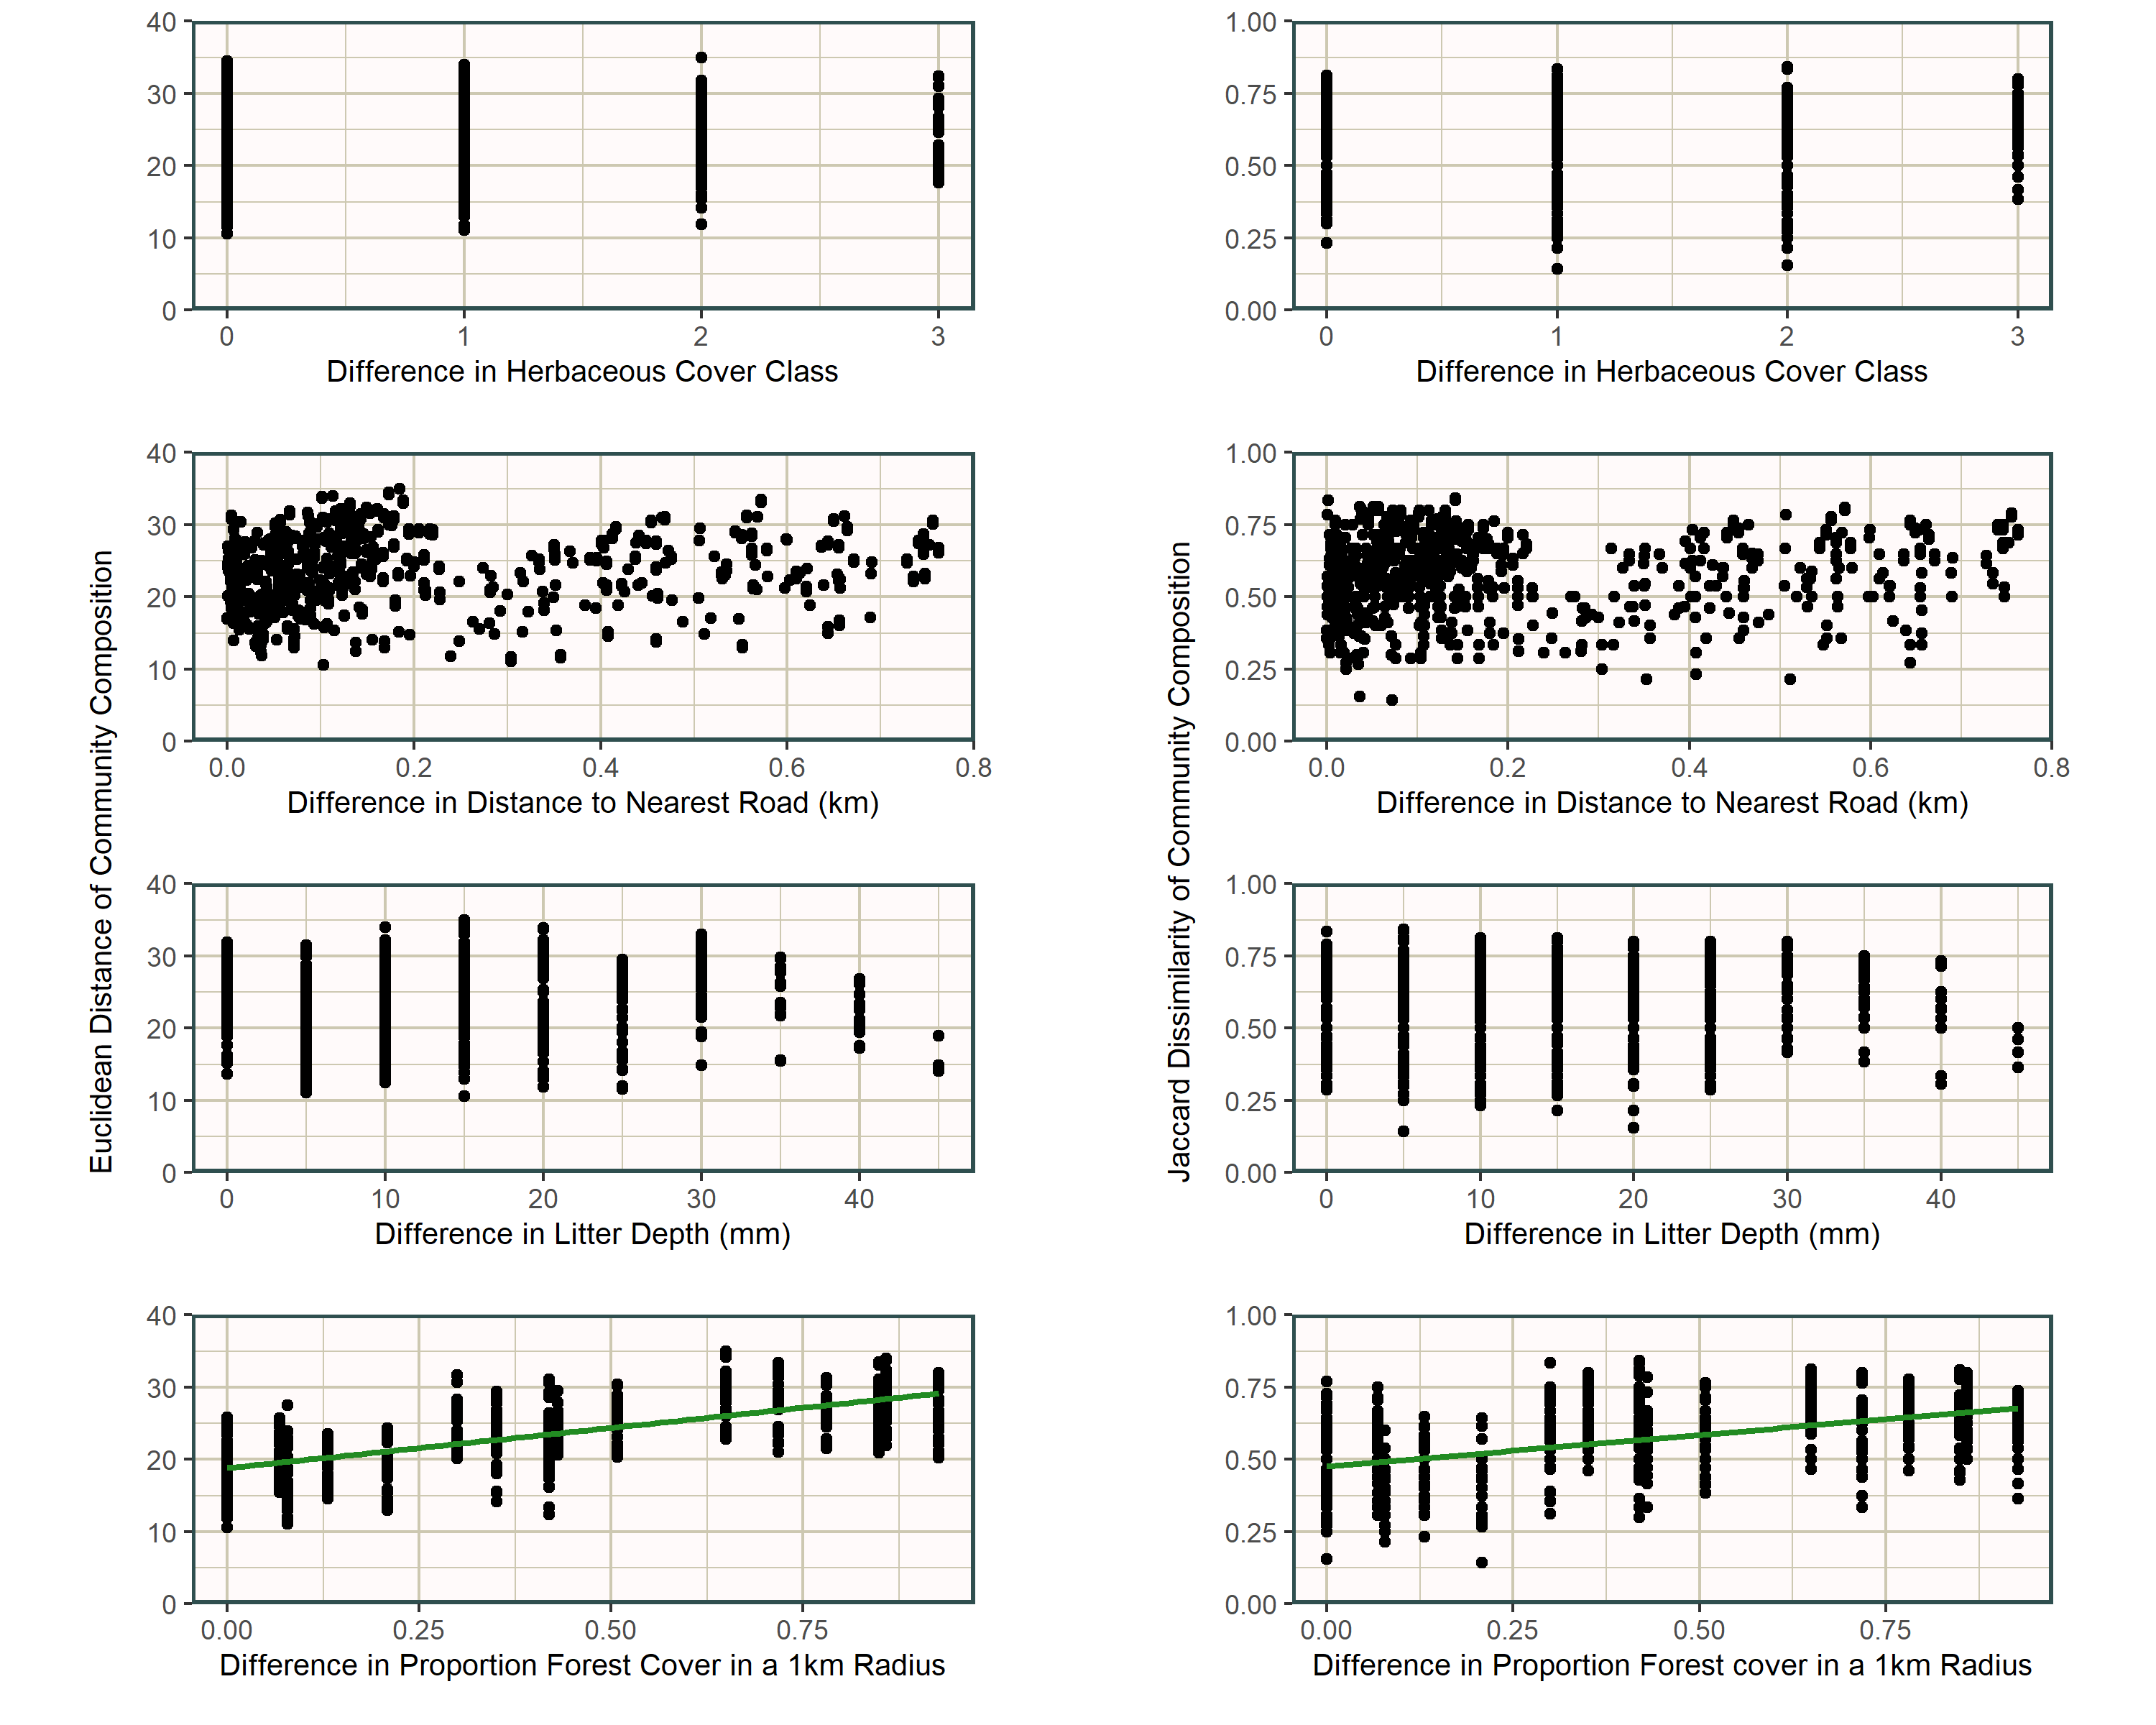 40
30
20
10
0
0 1 2 3
Difference in Herbaceous Cover Class
1.00
0.75
0.50
0.25
0.00
0 1 2 3
Difference in Herbaceous Cover Class
40
30
20
10
0
0.0 0.2 0.4 0.6 0.8
Difference in Distance to Nearest Road (km)
1.00
0.75
0.50
0.25
0.00
0.0 0.2 0.4 0.6 0.8
Difference in Distance to Nearest Road (km)
Euclidean Distance of Community Composition
Jaccard Dissimilarity of Community Composition
40
30
20
10
0
0 10 20 30 40
Difference in Litter Depth (mm)
1.00
0.75
0.50
0.25
0.00
0 10 20 30 40
Difference in Litter Depth (mm)
40
30
20
10
0
0.00 0.25 0.50 0.75
Difference in Proportion Forest Cover in a 1km Radius
1.00
0.75
0.50
0.25
0.00
0.00 0.25 0.50 0.75
Difference in Proportion Forest cover in a 1km Radius